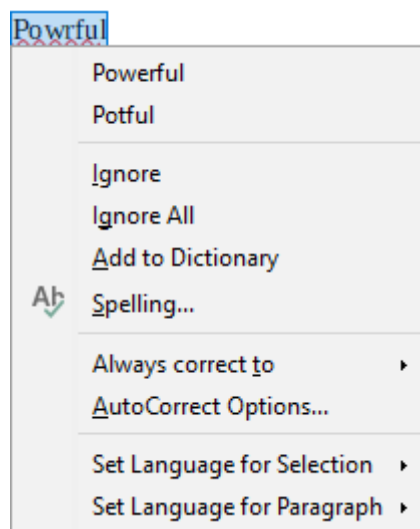 Powrful
Powerful
Potful
Ignore
Ignore All
Add to Dictionary
Ab
Spelling...
Always correct to
AutoCorrect Options...
Set Language for Selection
Set Language for Paragraph